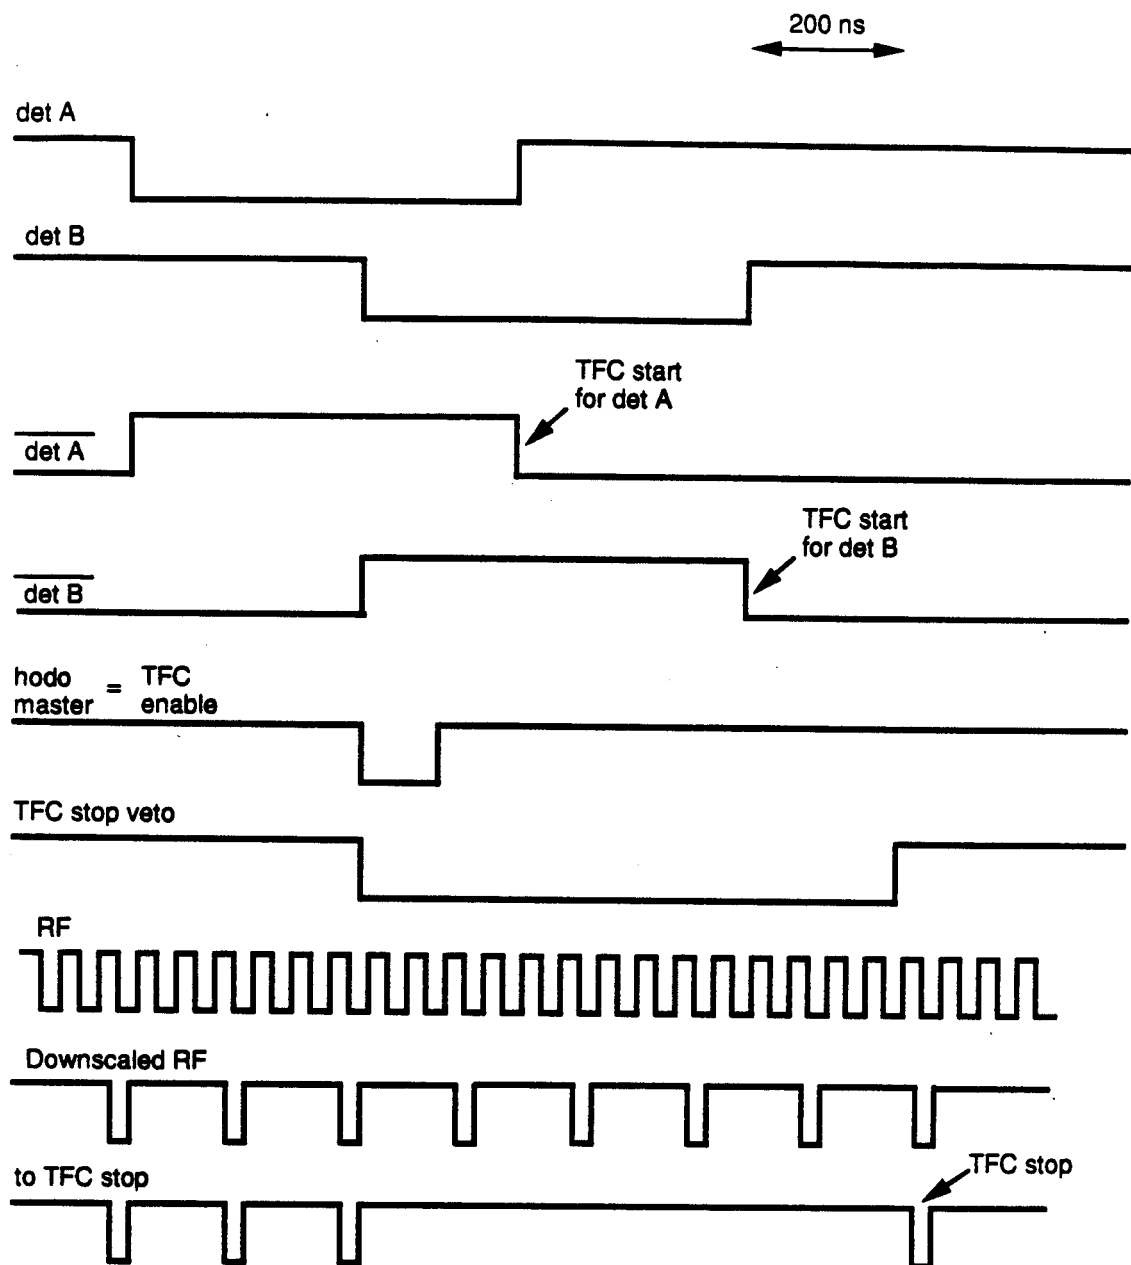 200 ns
det A
det B
TFC start
for det A
det A
TFC start
for det B
det B
hodo = TFC
master enable
TFC stop veto
RF
Downscaled RF
to TFC stop
TFC stop